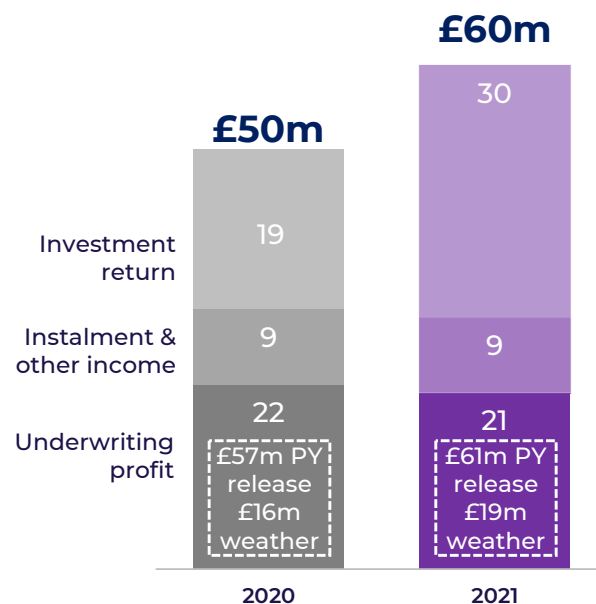 £60m
£50m
30
19
Investment
return
Instalment &
other income
9
9
22
21
Underwriting
profit
£57m PY
release
£16m
weather
£61m PY
release
£19m
weather
2020
2021